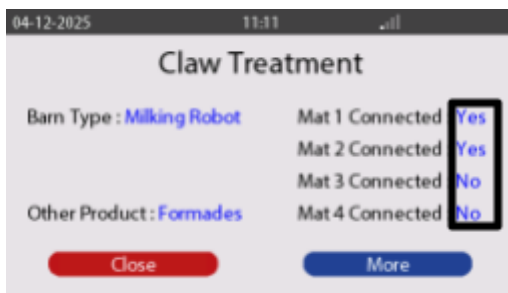 04-12-2025 11:11
Claw Treatment
Barn Type : Milking Robot Mat 1 Connected Yes
Mat 2 Connected Yes
Mat 3 Connected No
Other Product : Formades Mat 4 Connected No
Close More